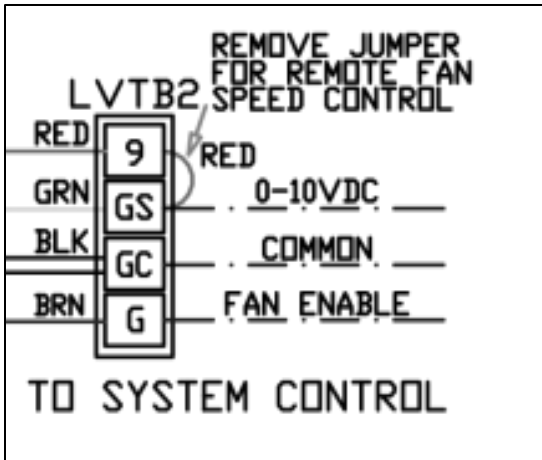 REMOVE JUMPER
FOR REMOTE FAN
SPEED CONTROL
LVTB2
RED 9 RED
GRN GS 0-10VDC
BLK GC COMMON
BRN G FAN ENABLE
TO SYSTEM CONTROL